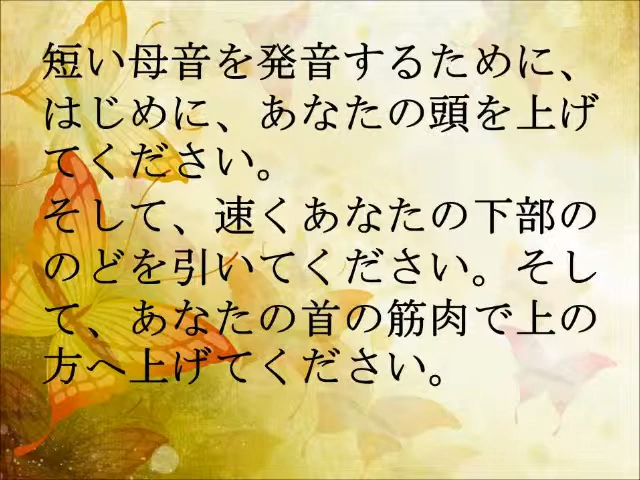 短い母音を発音するために、
はじめに、あなたの頭を上げ
てください。
そして、速くあなたの下部の
のどを引いてください。そし
て、あなたの首の筋肉で上の
方へ上げてください。